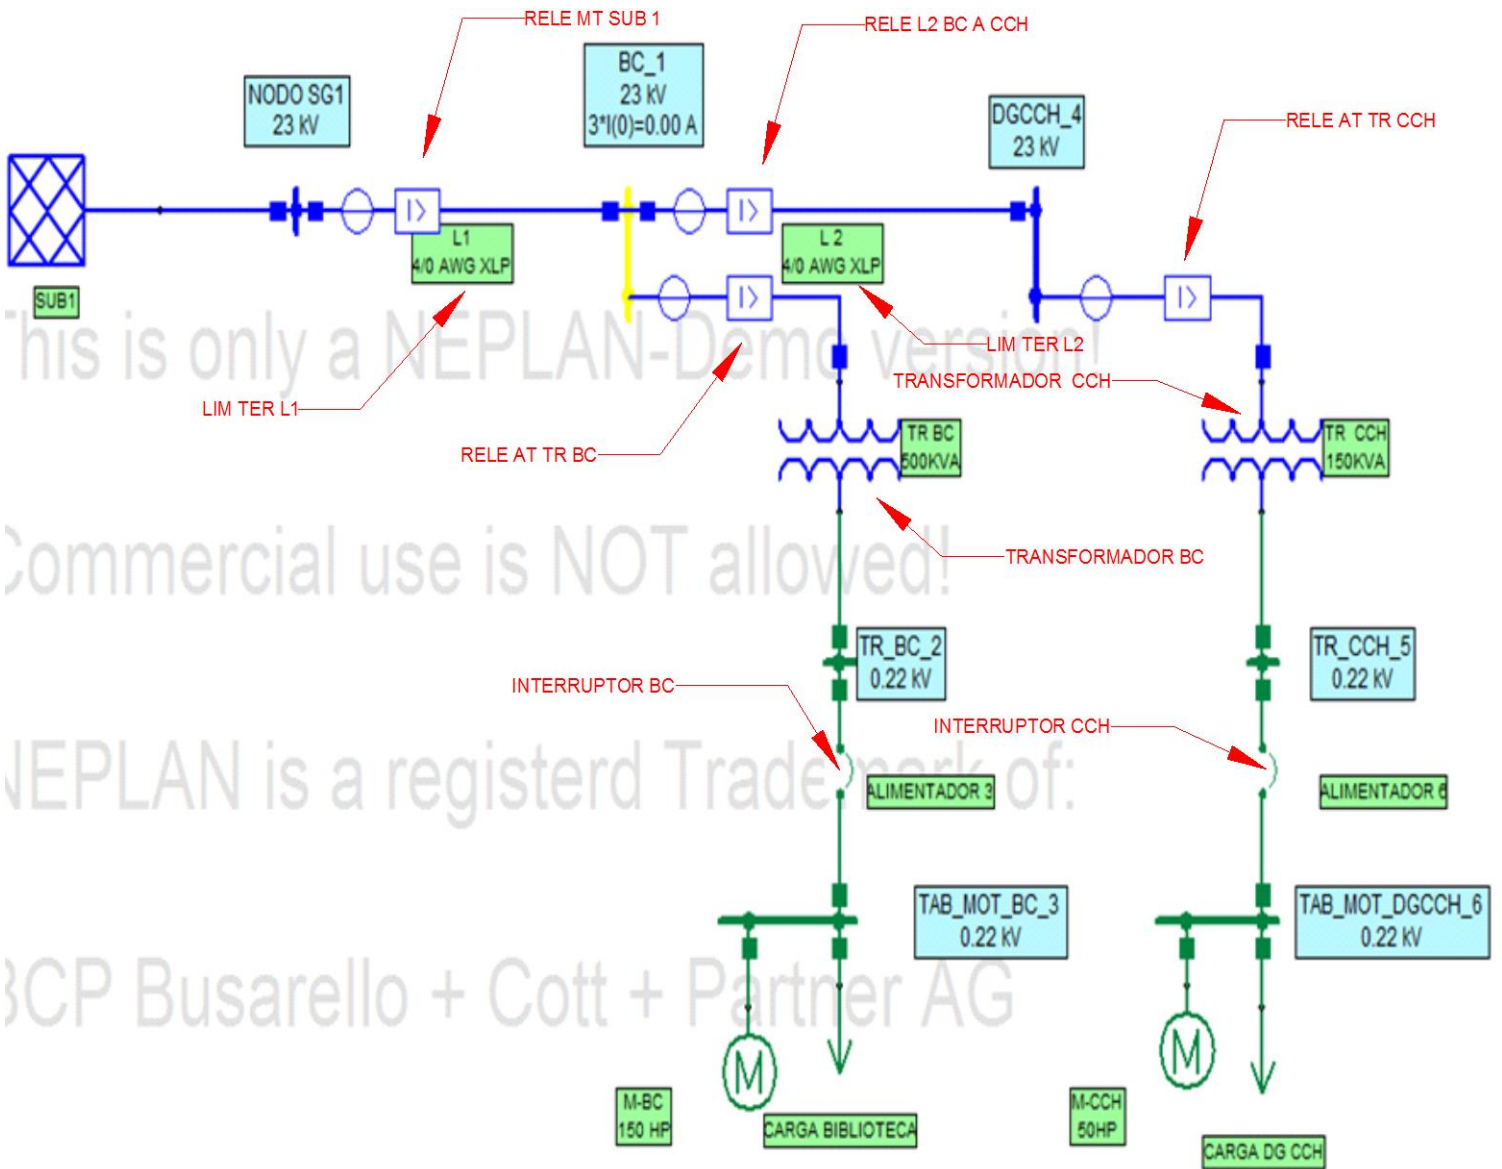 RELE MT SUB 1
RELE L2 BC A CCH
BC_1
23 kV
3*I(0)=0.00 A
NODO SG1
23 kV
DGCCH_4
23 kV
RELE AT TR CCH
I>
I>
L1
4/0 AWG XLP
L 2
4/0 AWG XLP
SUB1
I>
I>
This is only a NEPLAN-Demo version!
LIM TER L2
TRANSFORMADOR CCH
LIM TER L1
RELE AT TR BC
TR BC
500KVA
TR CCH
150KVA
Commercial use is NOT allowed!
TRANSFORMADOR BC
TR_BC_2
0.22 kV
TR_CCH_5
0.22 kV
INTERRUPTOR BC
INTERRUPTOR CCH
NEPLAN is a registerd Trademark of:
ALIMENTADOR 3
ALIMENTADOR 6
TAB_MOT_BC_3
0.22 kV
TAB_MOT_DGCCH_6
0.22 kV
BCP Busarello + Cott + Partner AG
M
M
M-BC
150 HP
CARGA BIBLIOTECA
M-CCH
50HP
CARGA DG CCH